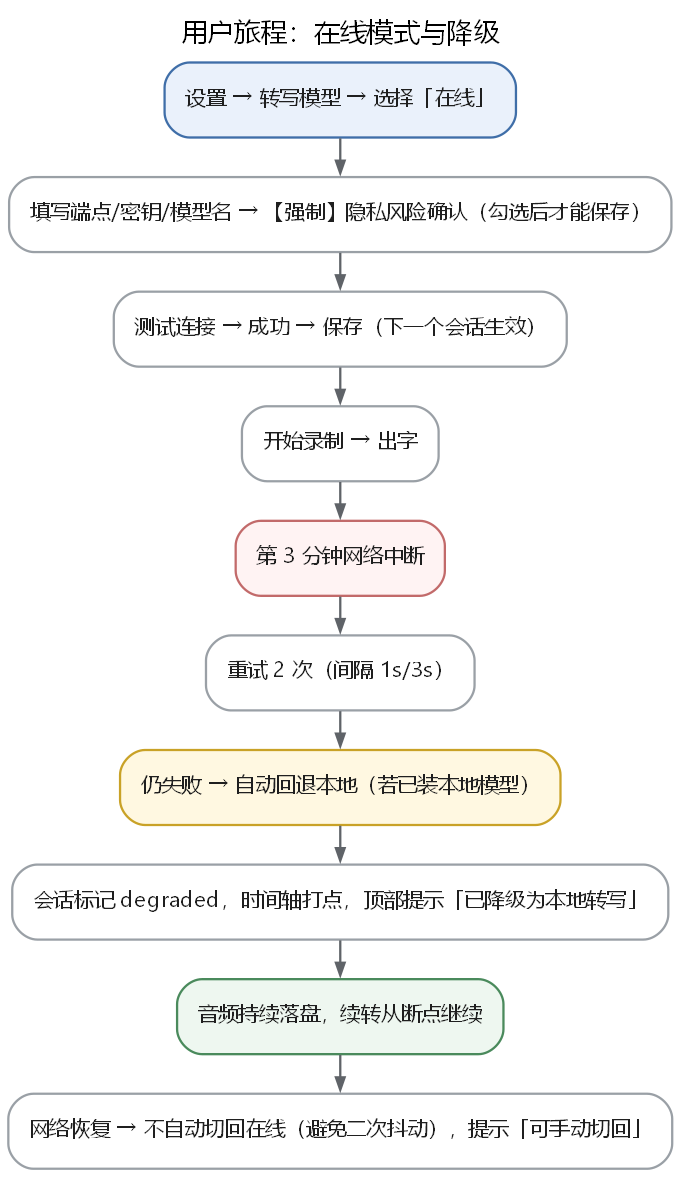 用户旅程：在线模式与降级
设置 → 转写模型 → 选择「在线」
填写端点/密钥/模型名 → 【强制】隐私风险确认（勾选后才能保存）
测试连接 → 成功 → 保存（下一个会话生效）
开始录制 → 出字
第 3 分钟网络中断
重试 2 次（间隔 1s/3s）
仍失败 → 自动回退本地（若已装本地模型）
会话标记 degraded，时间轴打点，顶部提示「已降级为本地转写」
音频持续落盘，续转从断点继续
网络恢复 → 不自动切回在线（避免二次抖动），提示「可手动切回」